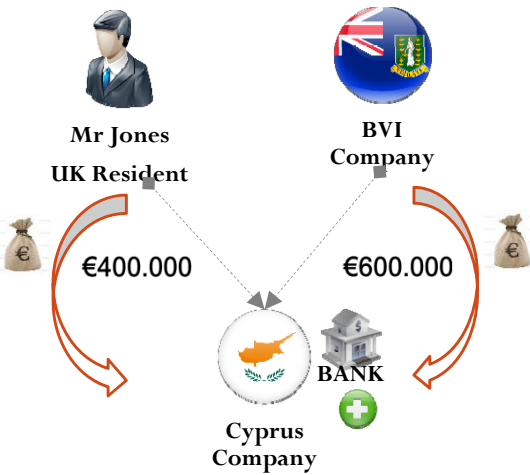 Mr Jones
UK Resident
BVI
Company
€400.000
€600.000
BANK
Cyprus
Company